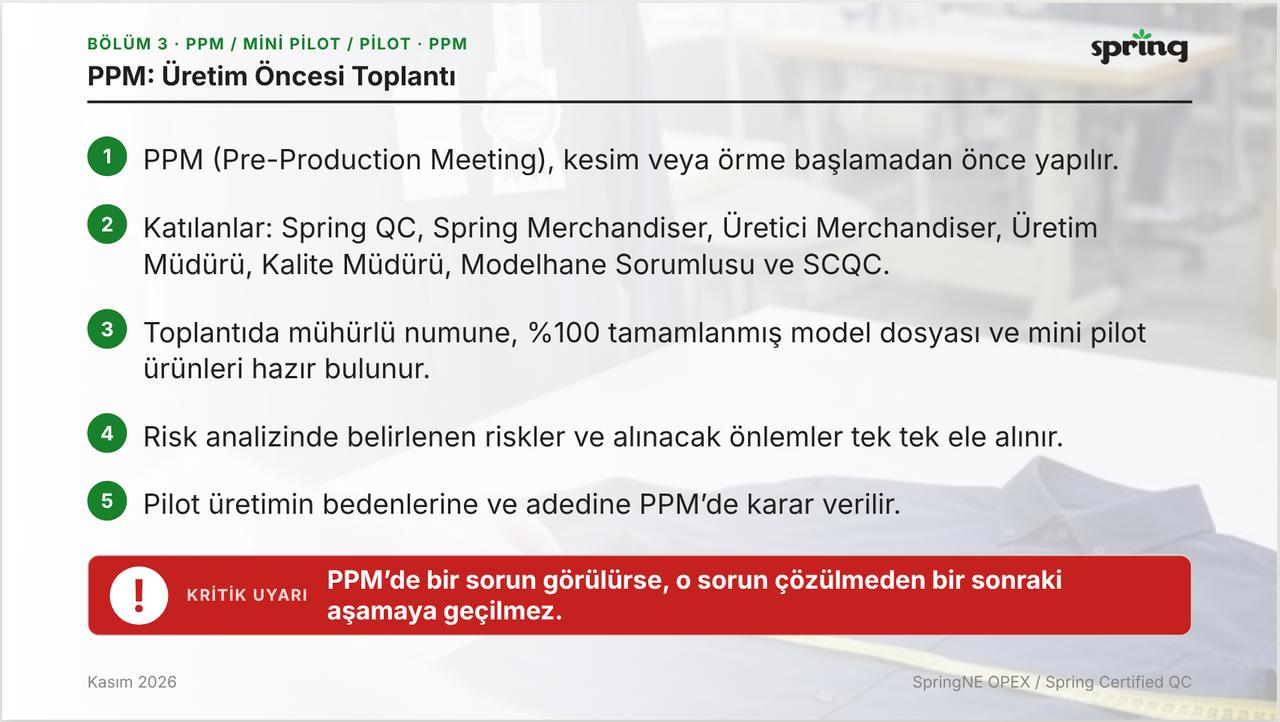 BÖLÜM 3 · PPM / MİNİ PİLOT / PİLOT · PPM
spring
PPM: Üretim Öncesi Toplantı
1 PPM (Pre-Production Meeting), kesim veya örme başlamadan önce yapılır.
2 Katılanlar: Spring QC, Spring Merchandiser, Üretici Merchandiser, Üretim
Müdürü, Kalite Müdürü, Modelhane Sorumlusu ve SCQC.
3 Toplantıda mühürlü numune, %100 tamamlanmış model dosyası ve mini pilot
ürünleri hazır bulunur.
4 Risk analizinde belirlenen riskler ve alınacak önlemler tek tek ele alınır.
5 Pilot üretimin bedenlerine ve adedine PPM’de karar verilir.
! KRİTİK UYARI PPM’de bir sorun görülürse, o sorun çözülmeden bir sonraki
aşamaya geçilmez.
Kasım 2026 SpringNE OPEX / Spring Certified QC